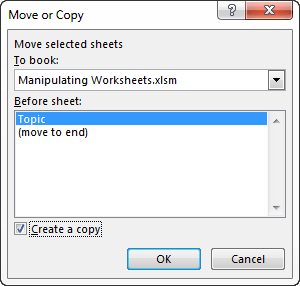 Move or Copy
Move selected sheets
To book:
Manipulating Worksheets.xlsm
Before sheet:
Topic
(move to end)
Create a copy
OK Cancel